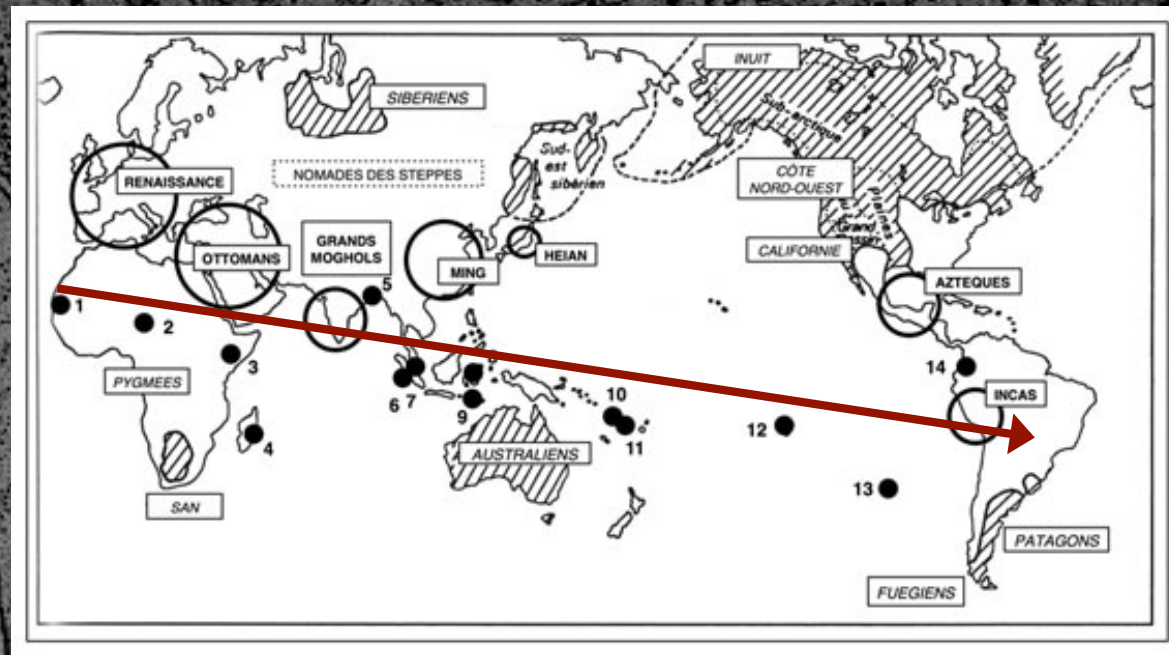 INUIT
SIBERIENS
Sub-arctique
Sud-
est
sibérien
RENAISSANCE
NOMADES DES STEPPES
CÔTE
NORD-OUEST
Plaines
Grand
GRANDS
MOGHOLS
OTTOMANS
HEIAN
CALIFORNIE
MING
AZTEQUES
5
1
2
3
14
PYGMEES
6
7
9
INCAS
10
4
11
12
AUSTRALIENS
13
SAN
PATAGONS
FUEGIENS